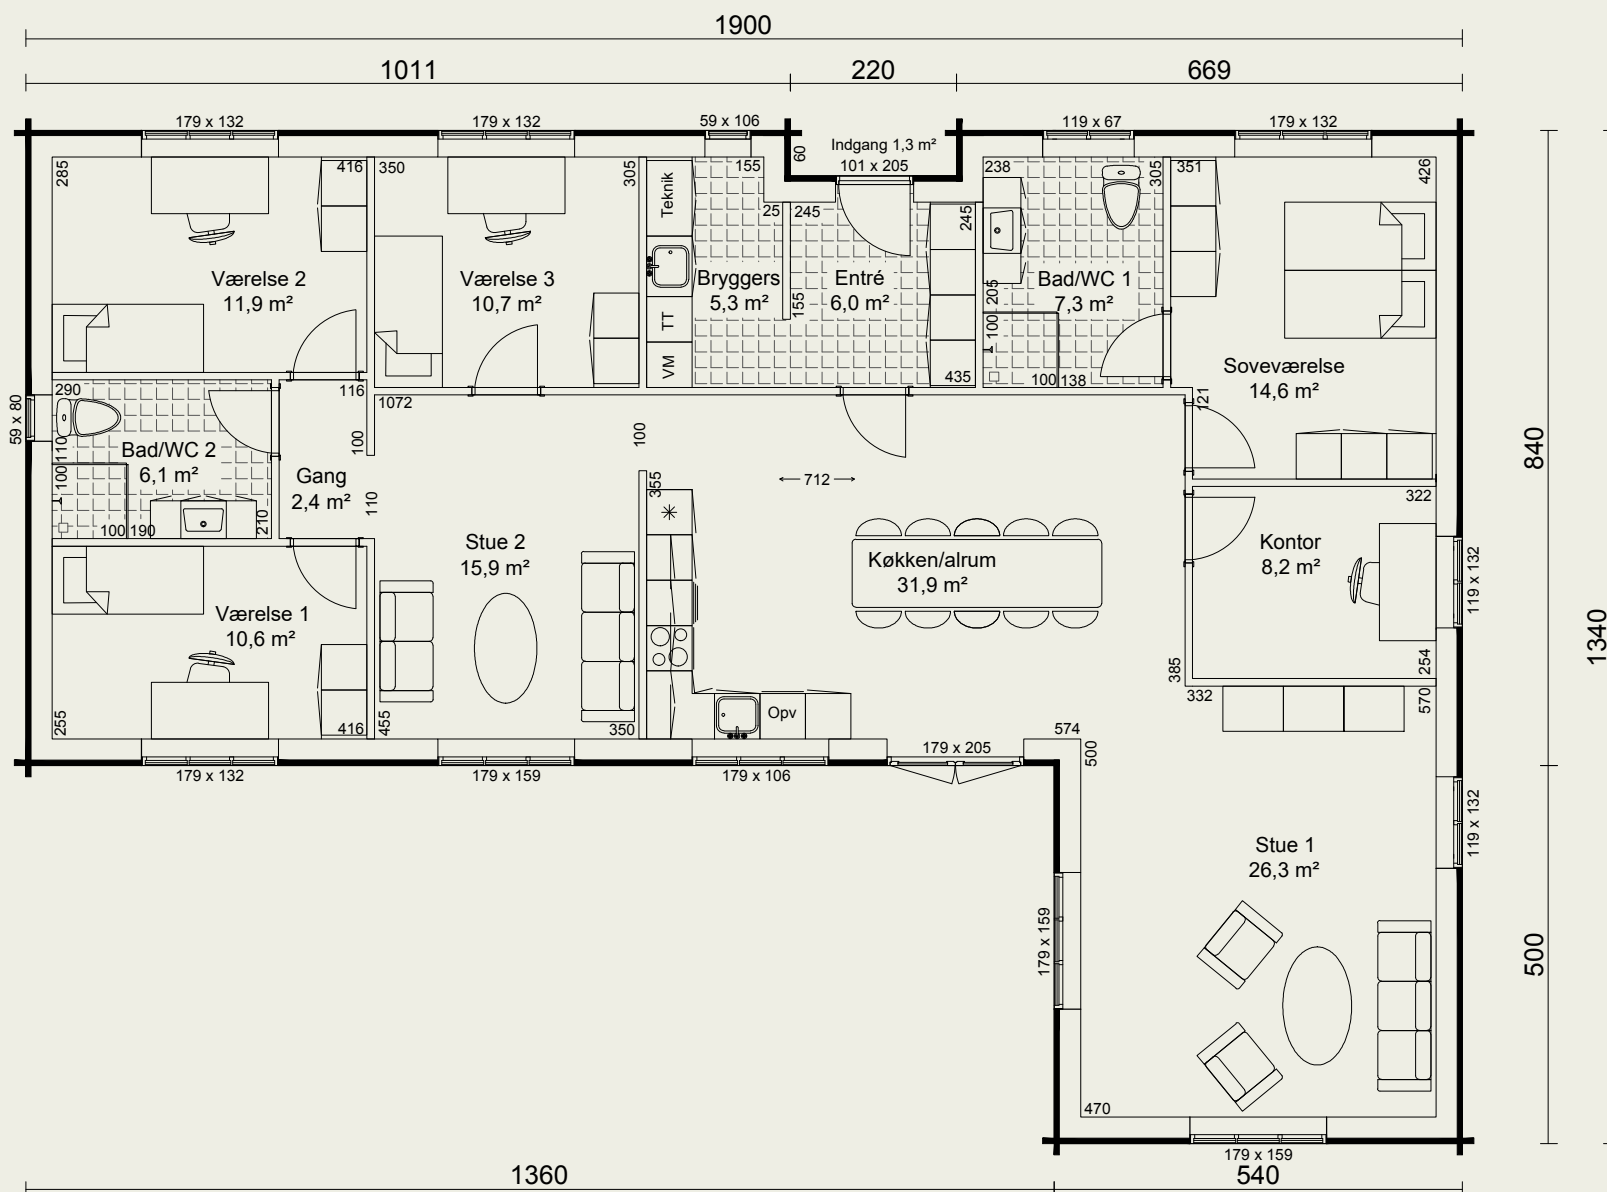 1900
1011
220
669
179 x 132
179 x 132
59 x 106
Indgang 1,3 m²
60
101 x 205
119 x 67
179 x 132
285
416
350
305
Teknik
155
25
245
245
238
305
351
426
Værelse 2
11,9 m²
Værelse 3
10,7 m²
Bryggers
5,3 m²
155
Entré
6,0 m²
Bad/WC 1
7,3 m²
205
100
TT
VM
435
100
138
Soveværelse
14,6 m²
121
290
116
1072
59 x 80
110
100
Bad/WC 2
6,1 m²
100
190
210
Gang
2,4 m²
100
110
100
355
712
322
840
Stue 2
15,9 m²
Køkken/alrum
31,9 m²
Kontor
8,2 m²
119 x 132
1340
Værelse 1
10,6 m²
255
416
455
350
Opv
385
332
254
570
574
500
179 x 132
179 x 159
179 x 106
179 x 205
119 x 132
Stue 1
26,3 m²
179 x 159
500
470
179 x 159
1360
540